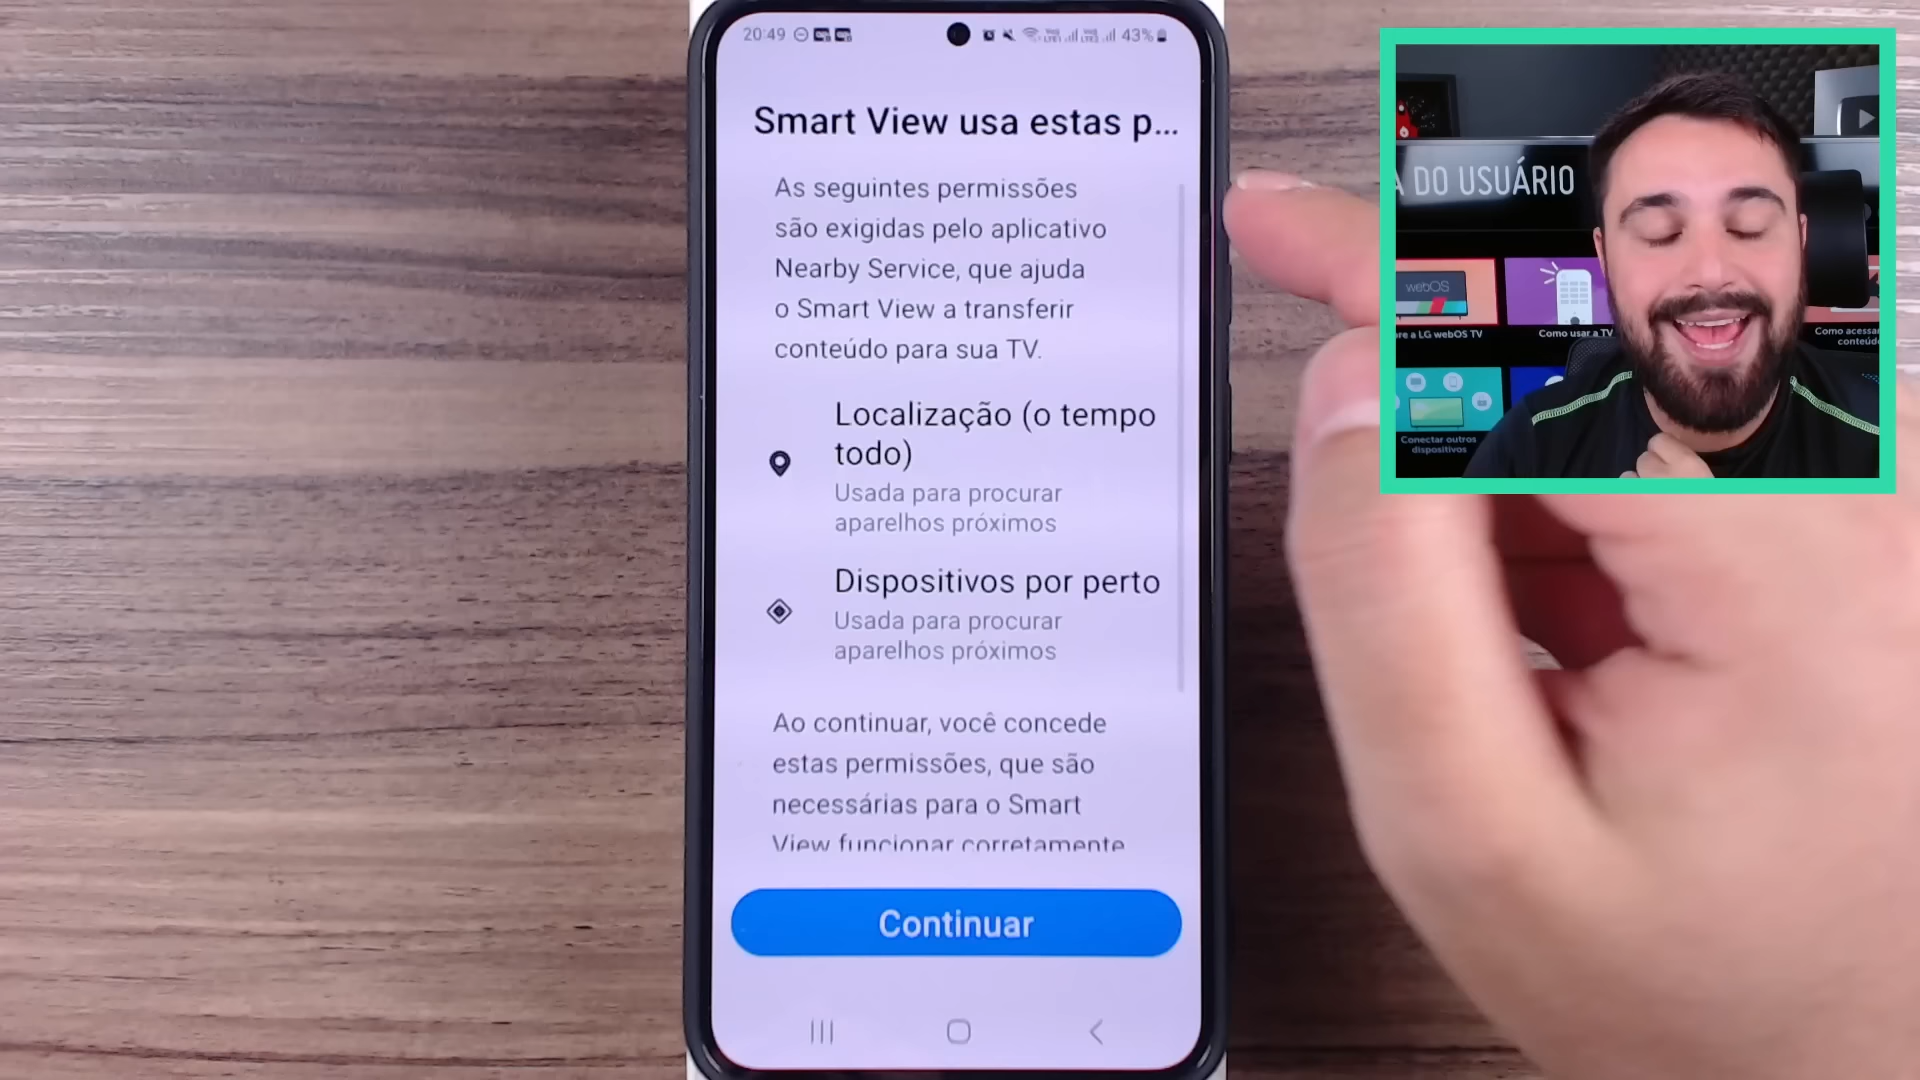 20:49
43%
Smart View usa estas p...
As seguintes permissões
são exigidas pelo aplicativo
Nearby Service, que ajuda
o Smart View a transferir
conteúdo para sua TV.
Localização (o tempo
todo)
Usada para procurar
aparelhos próximos
Dispositivos por perto
Usada para procurar
aparelhos próximos
Ao continuar, você concede
estas permissões, que são
necessárias para o Smart
View funcionar corretamente
Continuar
A DO USUÁRIO
webOS
re a LG webOS TV
Como usar a TV
Como acessar
conteúdo
Conectar outros
dispositivos